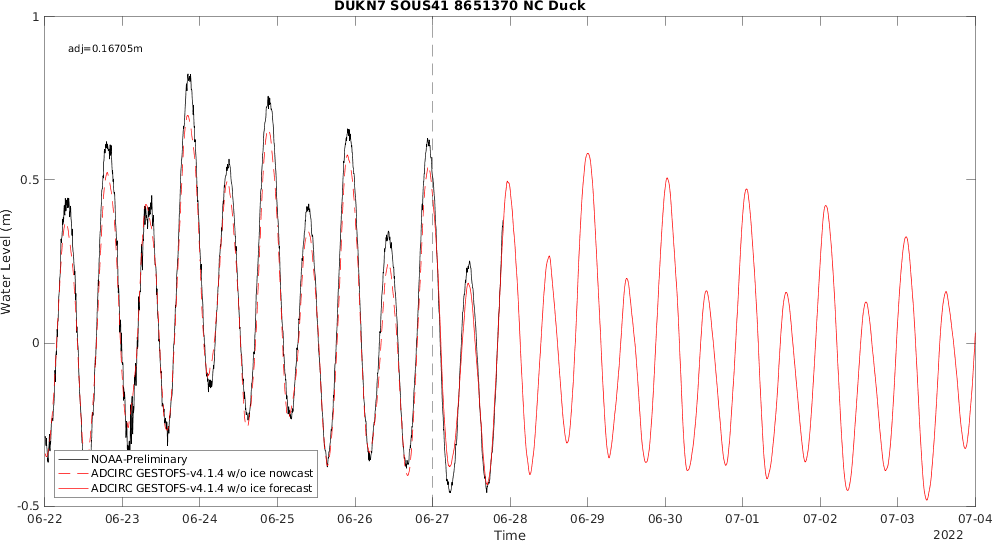 DUKN7 SOUS41 8651370 NC Duck
adj=0.16705m
1
0.5
0
-0.5
Water Level (m)
NOAA-Preliminary
ADCIRC GESTOFS-v4.1.4 w/o ice nowcast
ADCIRC GESTOFS-v4.1.4 w/o ice forecast
06-22 06-23 06-24 06-25 06-26 06-27 06-28 06-29 06-30 07-01 07-02 07-03 07-04
Time
2022